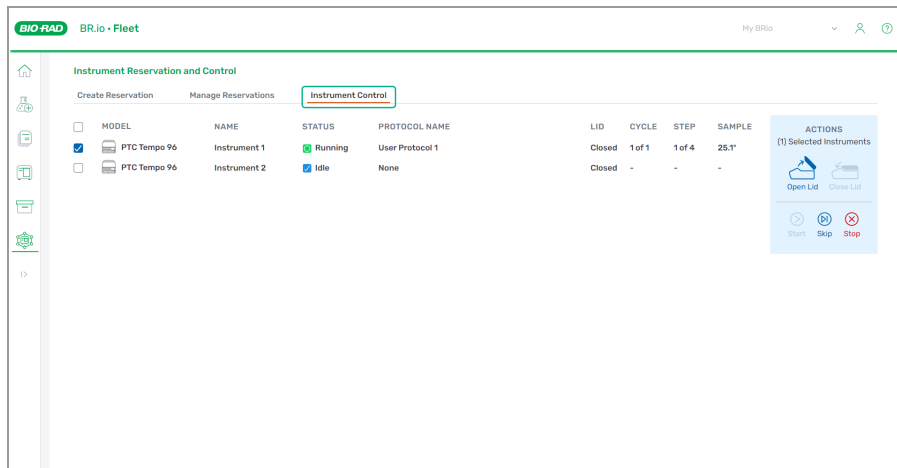 BIO-RAD BR.io • Fleet My BRio
Instrument Reservation and Control
Create Reservation Manage Reservations Instrument Control
MODEL NAME STATUS PROTOCOL NAME LID CYCLE STEP SAMPLE
PTC Tempo 96 Instrument 1 Running User Protocol 1 Closed 1 of 1 1 of 4 25.1°
PTC Tempo 96 Instrument 2 Idle None Closed - - -
ACTIONS
(1) Selected Instruments
Open Lid Close Lid
Start Skip Stop